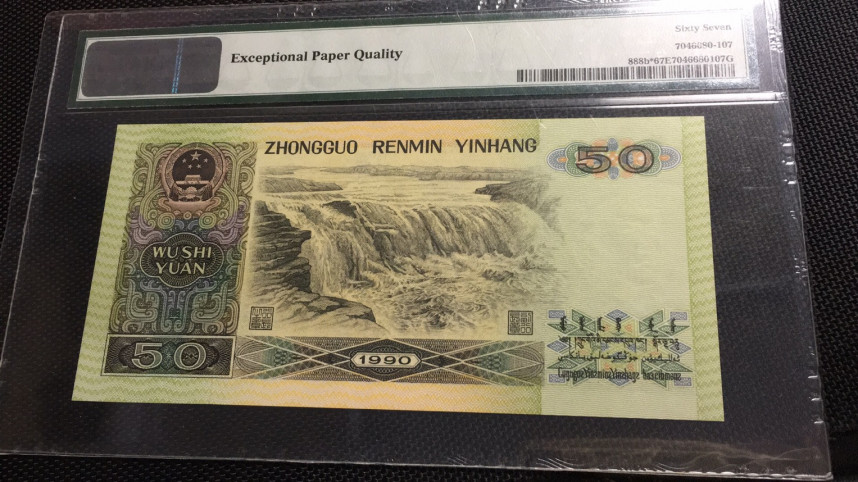 Sixty Seven
Exceptional Paper Quality
7046680-107
888b*67E7046680107G
ZHONGGUO RENMIN YINHANG
50
WU SHI
YUAN
50
1990